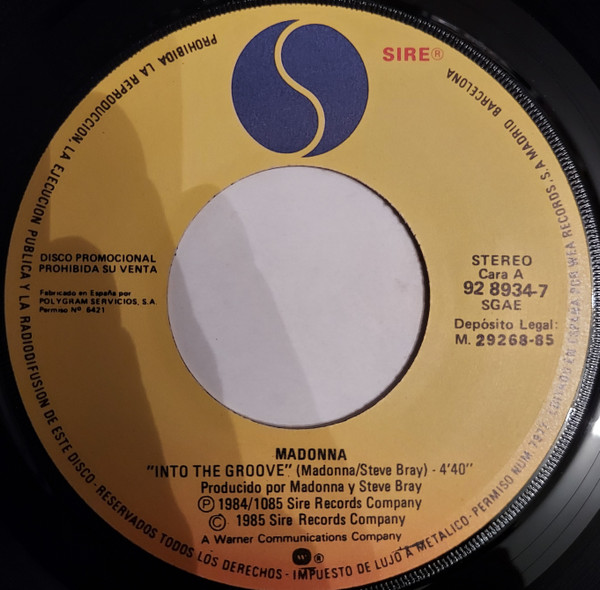 SIRE®
PROHIBIDA LA REPRODUCCION, LA EJECUCION PUBLICA Y LA RADIODIFUSION DE ESTE DISCO - RESERVADOS TODOS LOS DERECHOS - IMPUESTO DE LUJO A METALICO - PERMISO NUM. EDITADO EN ESPAÑA POR WEA RECORDS, S.A. MADRID BARCELONA
DISCO PROMOCIONAL
PROHIBIDA SU VENTA
Fabricado en España por
POLYGRAM SERVICIOS, S.A.
Permiso Nº 6421
STEREO
Cara A
92 8934-7
SGAE
Depósito Legal:
M. 29268-85
MADONNA
"INTO THE GROOVE" (Madonna/Steve Bray) - 4'40"
Producido por Madonna y Steve Bray
Ⓟ 1984/1085 Sire Records Company
© 1985 Sire Records Company
A Warner Communications Company